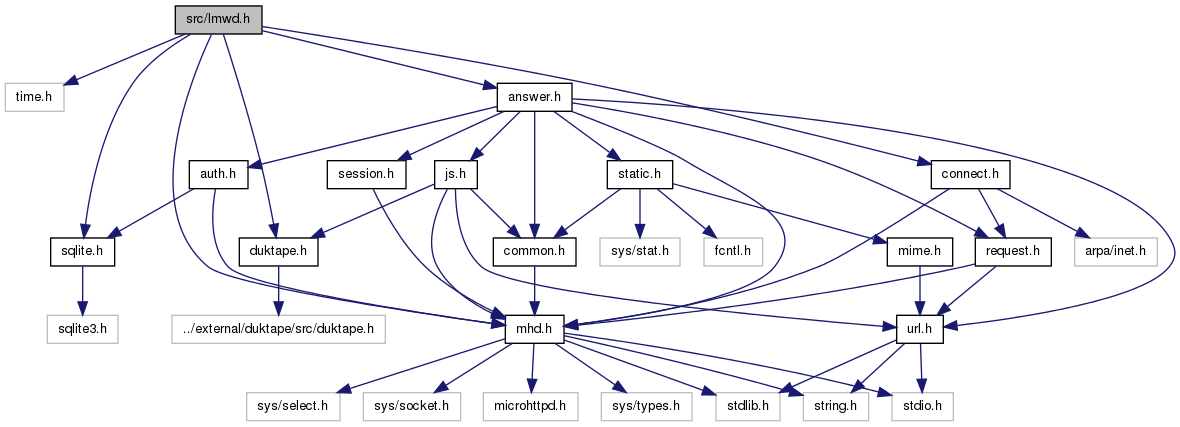 src/lmwd.h
time.h
answer.h
auth.h
session.h
js.h
static.h
connect.h
sqlite.h
duktape.h
common.h
sys/stat.h
fcntl.h
mime.h
request.h
arpa/inet.h
sqlite3.h
../external/duktape/src/duktape.h
mhd.h
url.h
sys/select.h
sys/socket.h
microhttpd.h
sys/types.h
stdlib.h
string.h
stdio.h